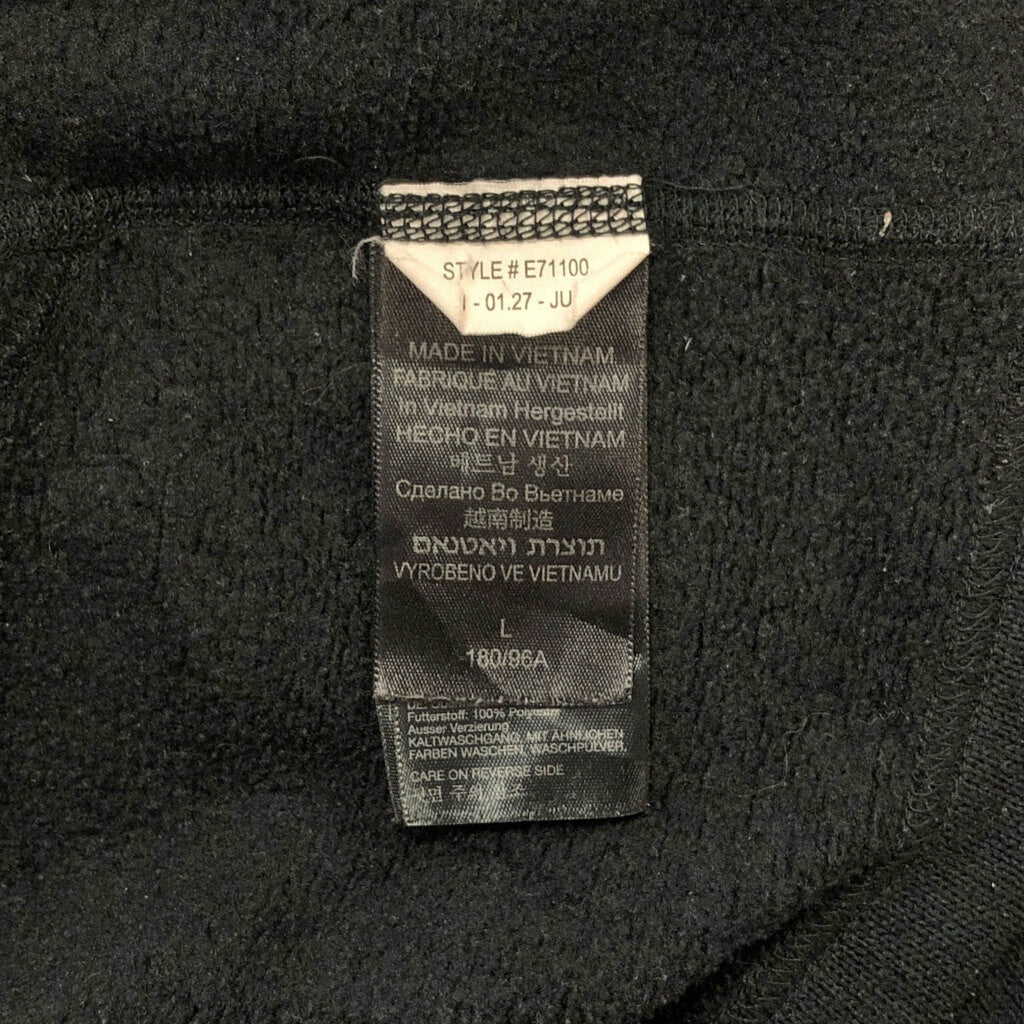 STYLE # E71100
I - 01.27 - JU
MADE IN VIETNAM
FABRIQUE AU VIETNAM
In Vietnam Hergestellt
HECHO EN VIETNAM
베트남 생산
Сделано Во Вьетнаме
越南制造
תוצרת ויאטנאם
VYROBENO VE VIETNAMU
L
180/96A
Futterstoff: 100% Polyester
Ausser Verzierung
KALTWASCHGANG, MIT ÄHNLICHEN
FARBEN WASCHEN, WASCHPULVER,
CARE ON REVERSE SIDE